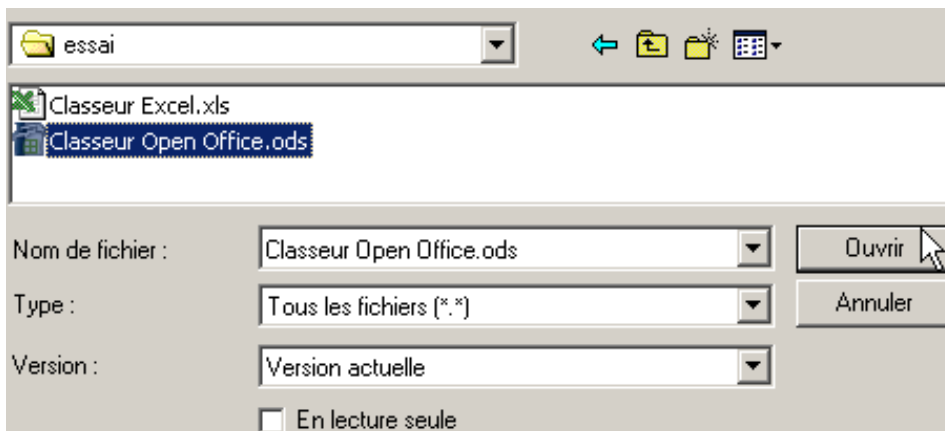 essai
Classeur Excel.xls
Classeur Open Office.ods
Nom de fichier :
Classeur Open Office.ods
Ouvrir
Type :
Tous les fichiers (*.*)
Annuler
Version :
Version actuelle
En lecture seule